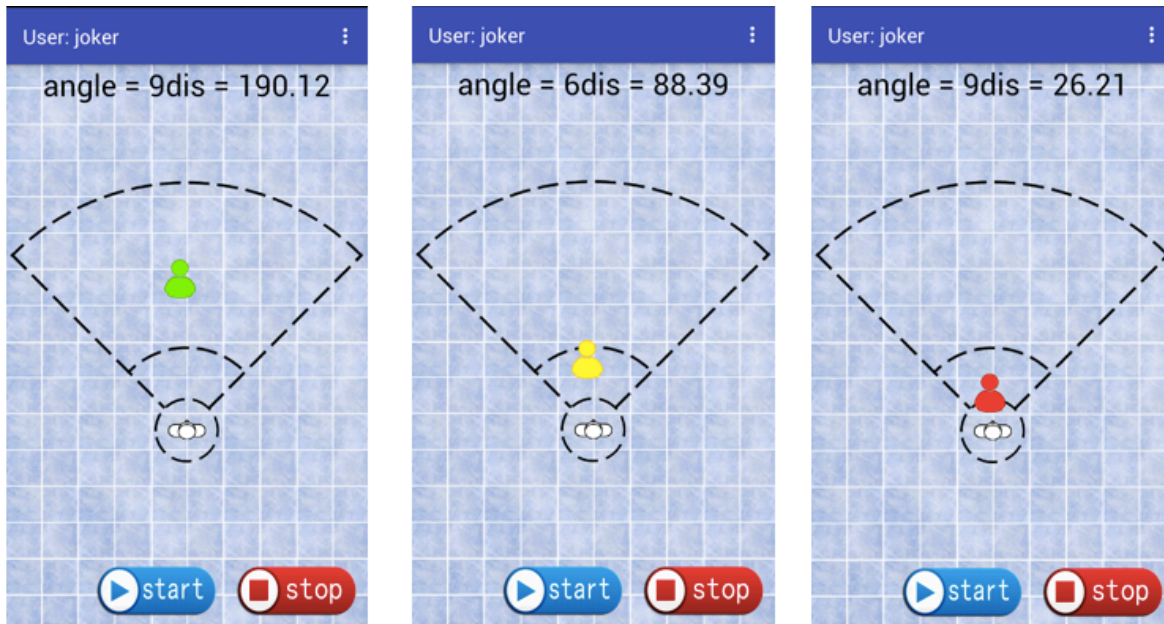 User: joker
angle = 9dis = 190.12
start
stop
User: joker
angle = 6dis = 88.39
start
stop
User: joker
angle = 9dis = 26.21
start
stop